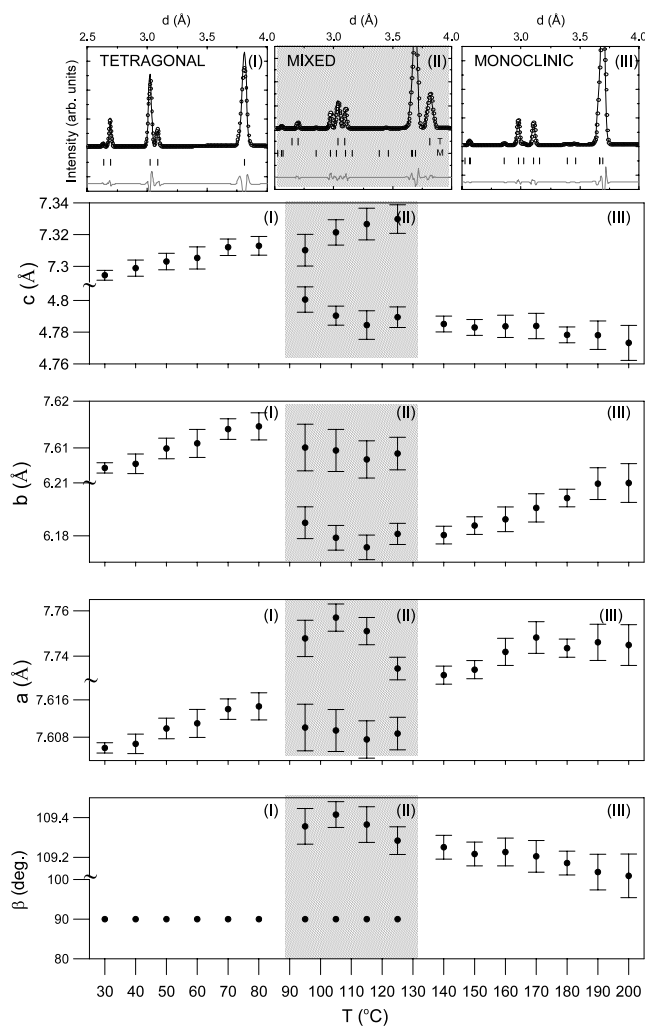 d (Å) d (Å) d (Å)
2.5 3.0 3.5 4.0 3.0 3.5 4.0 3.0 3.5 4.0
TETRAGONAL (I) MIXED (II) MONOCLINIC (III)
Intensity (arb. units)
T
M
(I) (II) (III)
7.34
7.32
7.3
4.8
4.78
4.76
c (Å)
(I) (II) (III)
7.62
7.61
6.21
6.18
b (Å)
(I) (II) (III)
7.76
7.74
7.616
7.608
a (Å)
(I) (II) (III)
109.4
109.2
100
90
80
β (deg.)
30 40 50 60 70 80 90 100 110 120 130 140 150 160 170 180 190 200
T (°C)